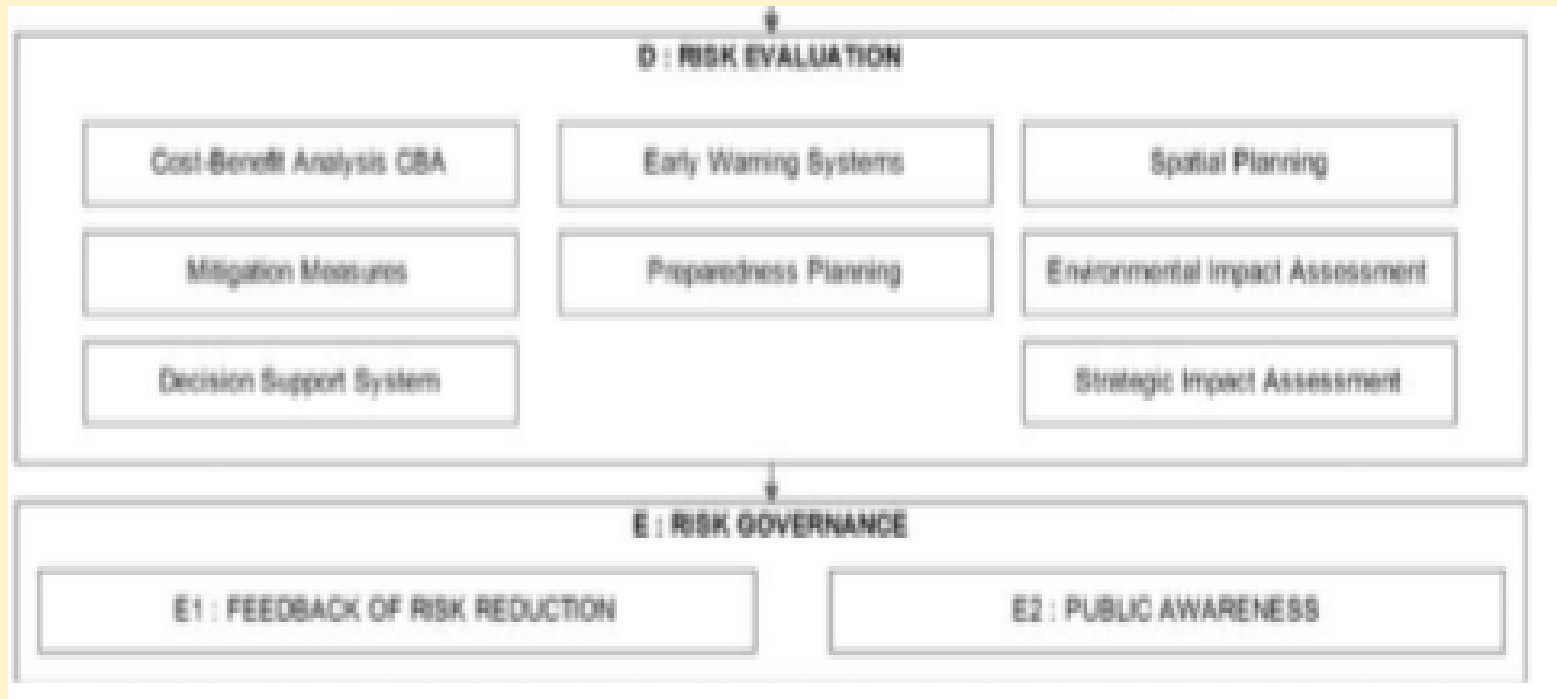 D : RISK EVALUATION
Cost-Benefit Analysis CBA
Early Warning Systems
Spatial Planning
Mitigation Measures
Preparedness Planning
Environmental Impact Assessment
Decision Support System
Strategic Impact Assessment
E : RISK GOVERNANCE
E1 : FEEDBACK OF RISK REDUCTION
E2 : PUBLIC AWARENESS